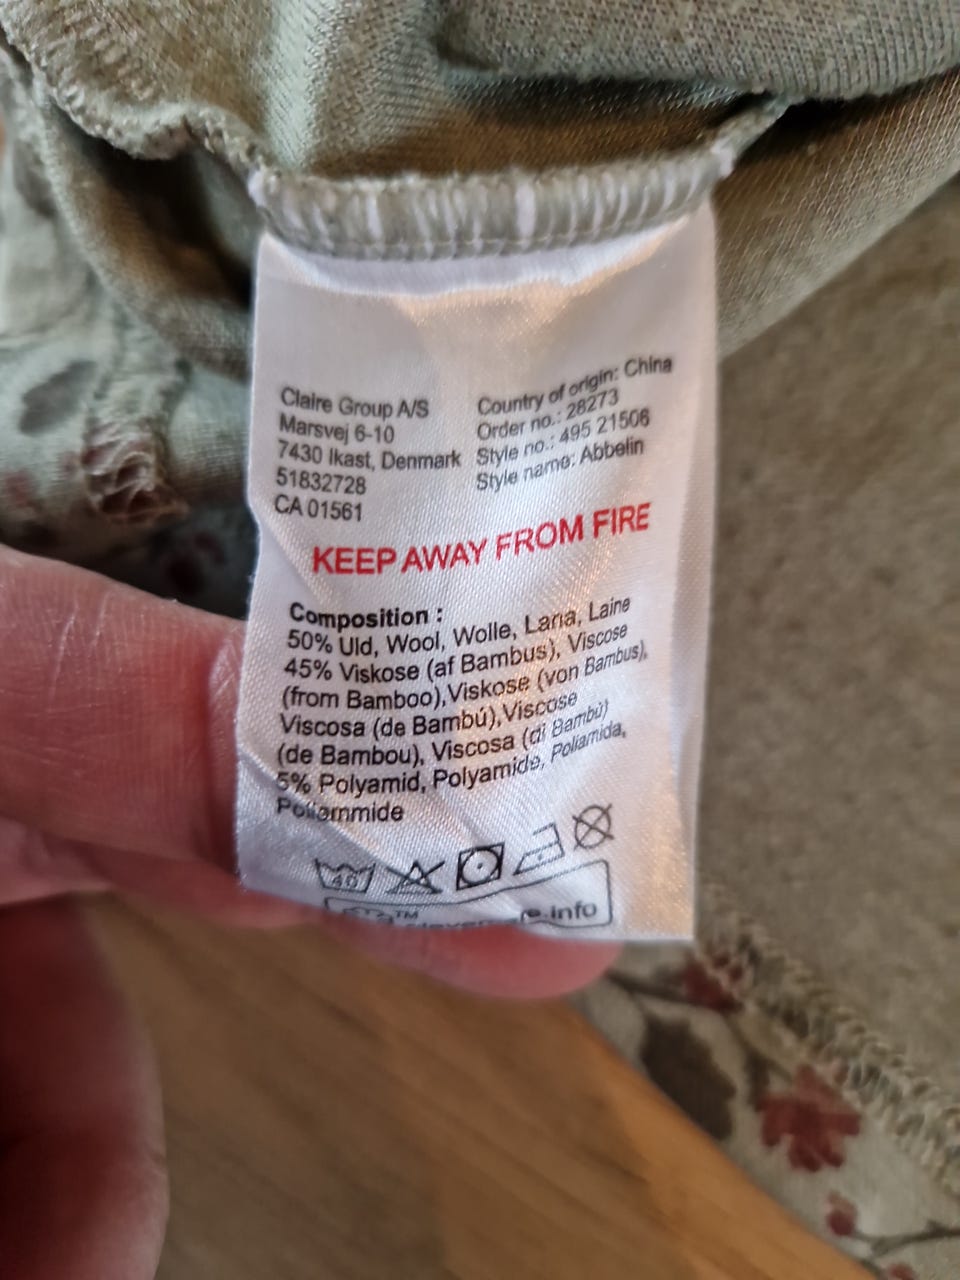 Claire Group A/S
Marsvej 6-10
7430 Ikast, Denmark
51832728
CA 01561
Country of origin: China
Order no.: 28273
Style no.: 495 21506
Style name: Abbelin
KEEP AWAY FROM FIRE
Composition :
50% Uld, Wool, Wolle, Lana, Laine
45% Viskose (af Bambus), Viscose
(from Bamboo),Viskose (von Bambus),
Viscosa (de Bambú),Viscose
(de Bambou), Viscosa (di Bambù)
5% Polyamid, Polyamide, Poliamida,
Poliammide
40
.info